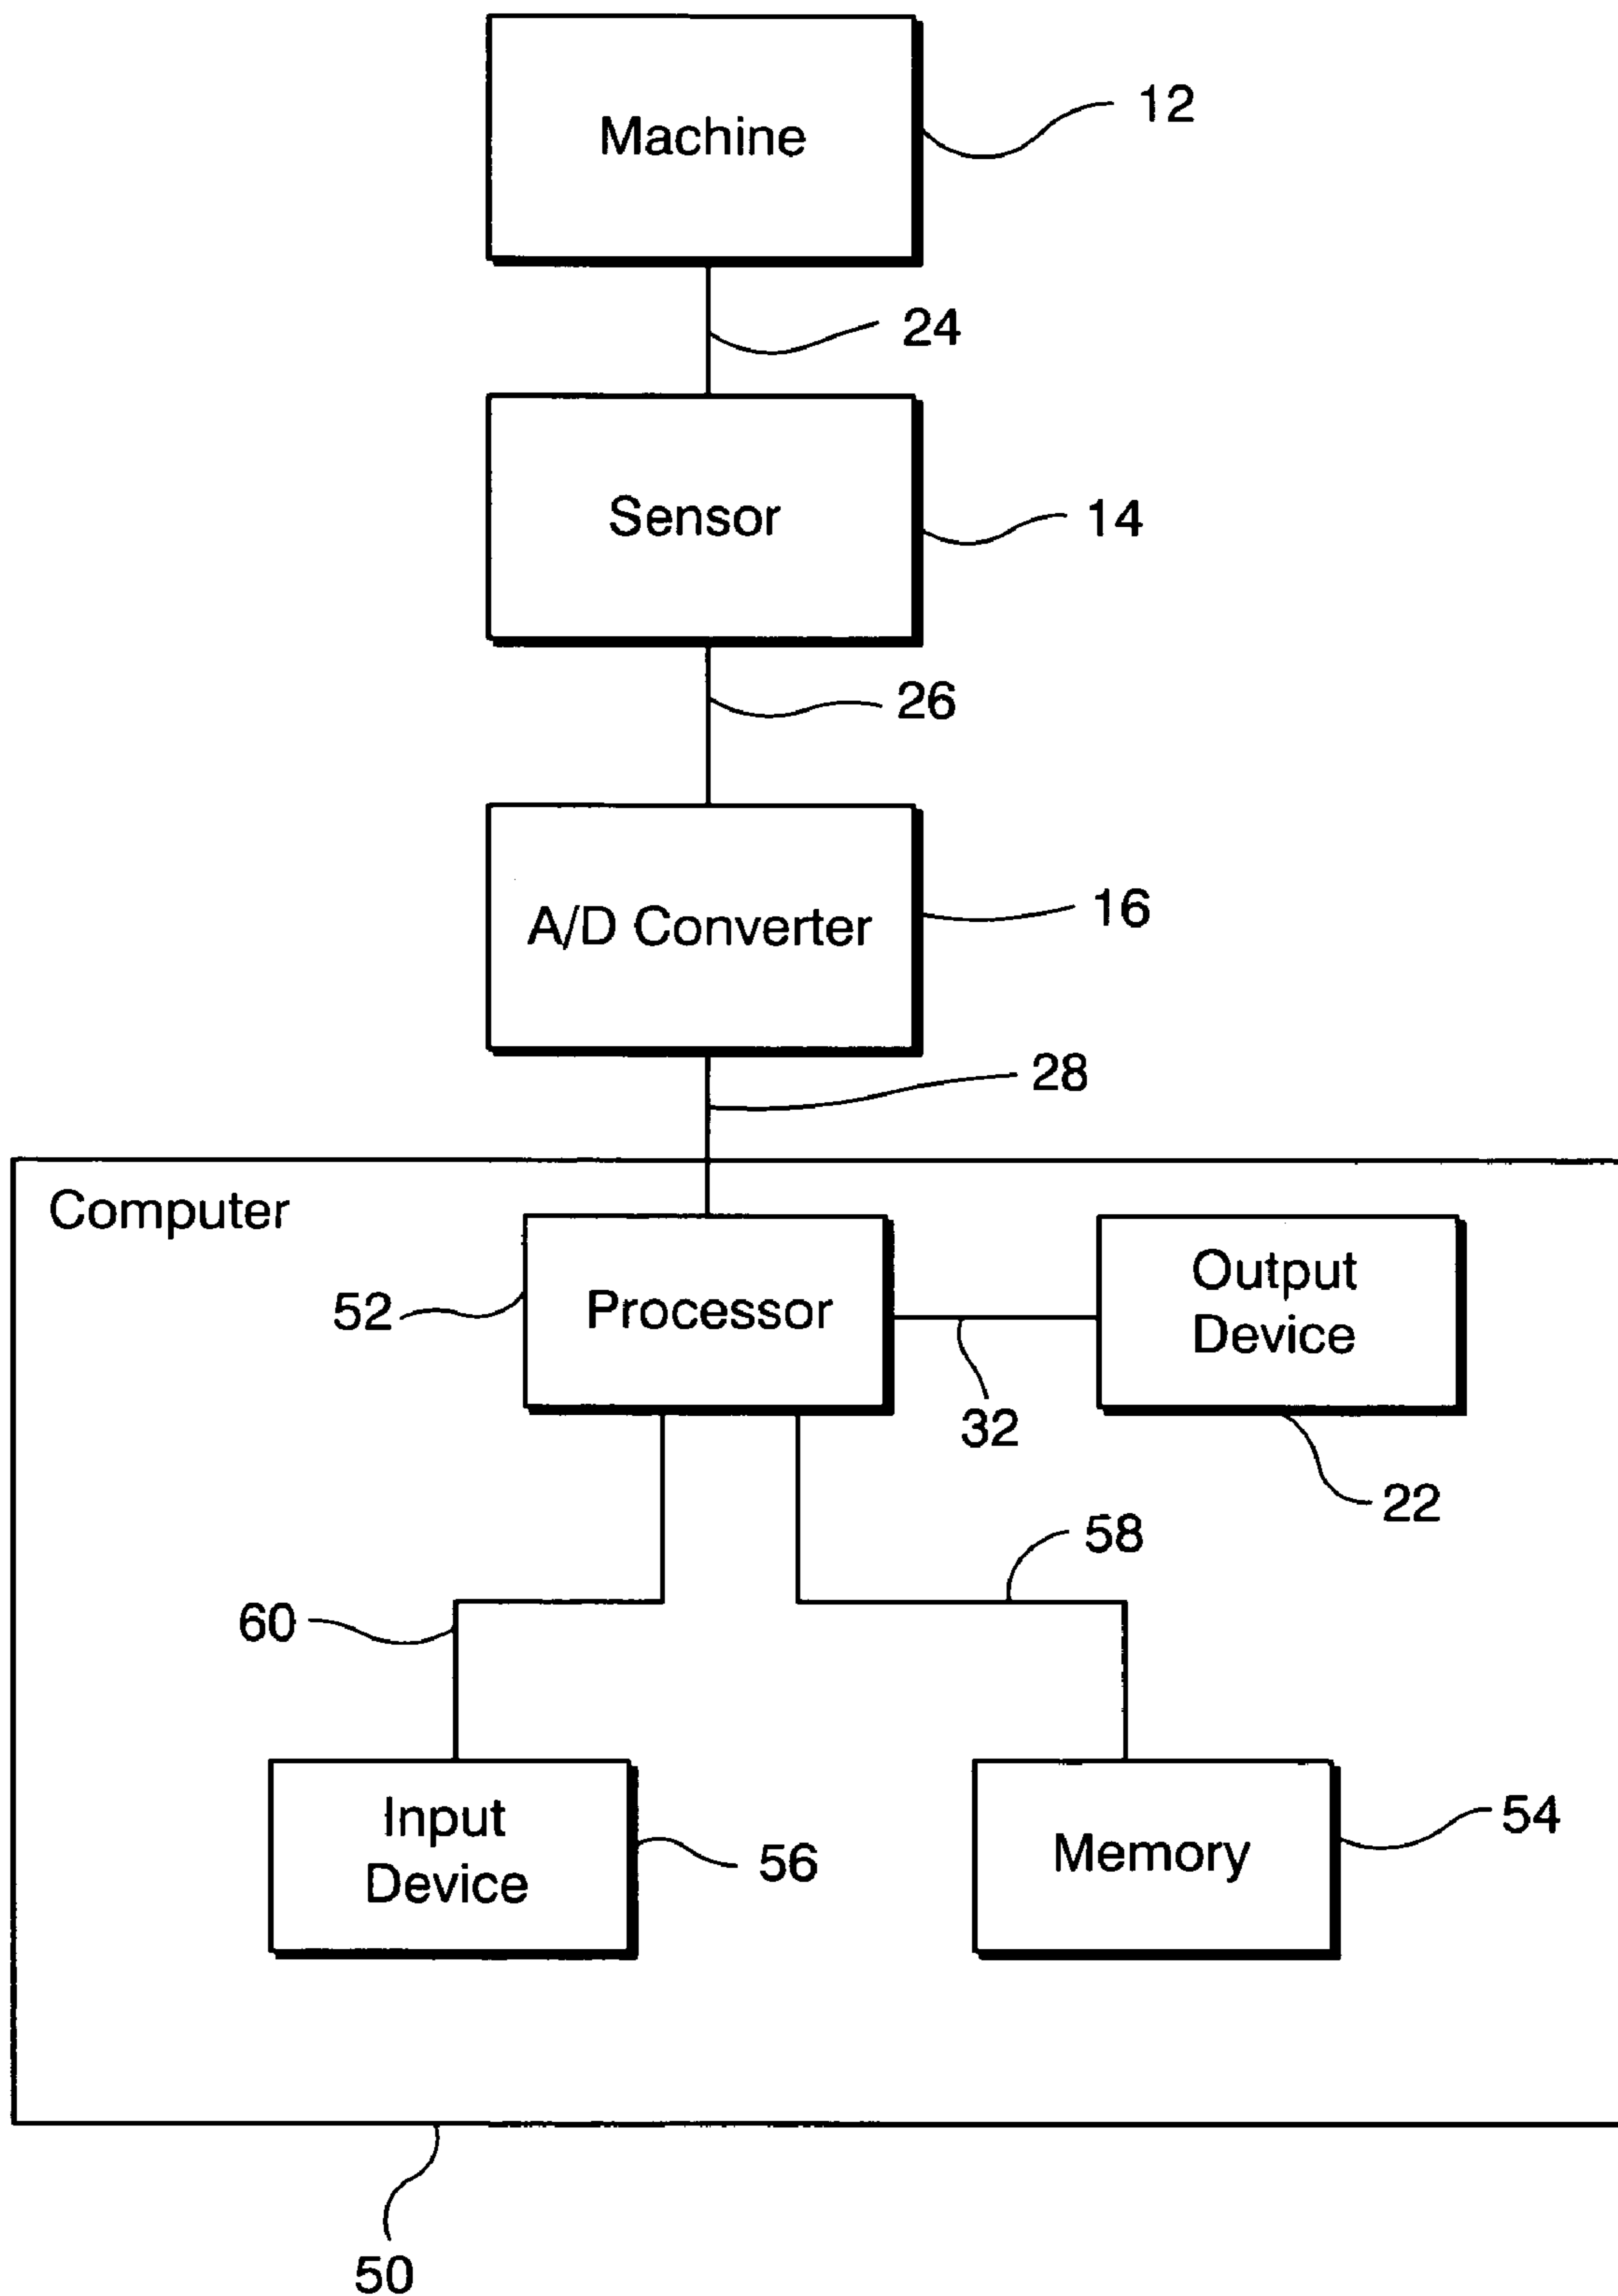 Machine
12
24
Sensor
14
26
A/D Converter
16
28
Computer
Processor
52
Output
Device
32
22
58
60
Input
Device
56
Memory
54
50